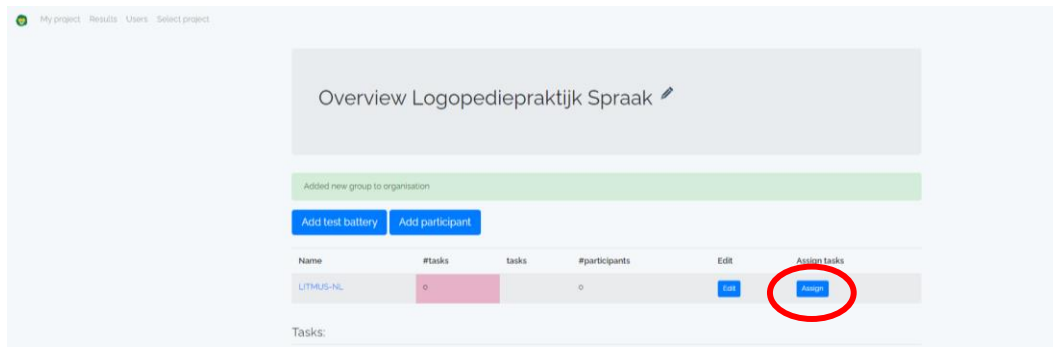 My project Results Users Select project
Overview Logopediepraktijk Spraak
Added new group to organisation
Add test battery Add participant
Name #tasks tasks #participants Edit Assign tasks
LITMUS-NL 0 0 Edit Assign
Tasks: